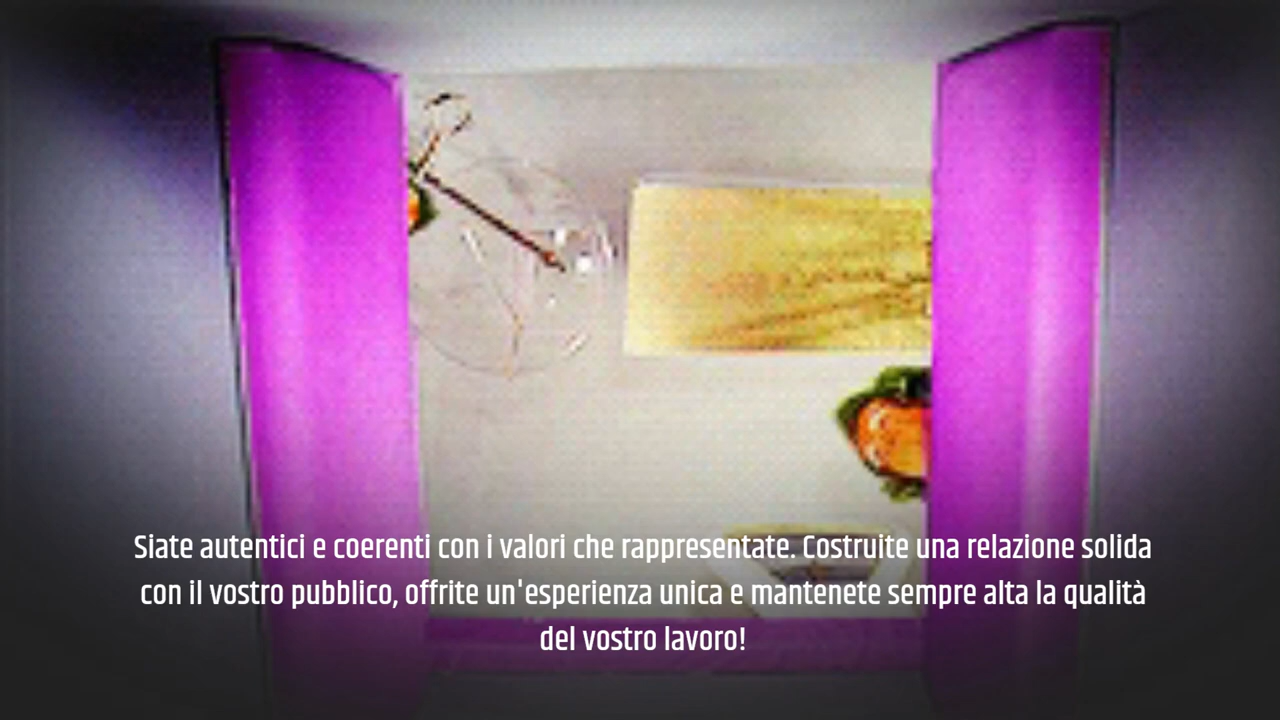 Siate autentici e coerenti con i valori che rappresentate. Costruite una relazione solida
con il vostro pubblico, offrite un'esperienza unica e mantenete sempre alta la qualità
del vostro lavoro!